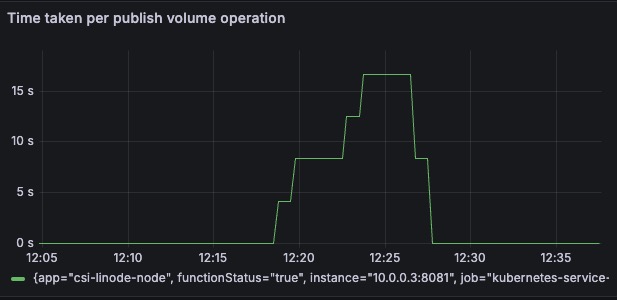 Time taken per publish volume operation
15 s
10 s
5 s
0 s
12:05 12:10 12:15 12:20 12:25 12:30 12:35
{app="csi-linode-node", functionStatus="true", instance="10.0.0.3:8081", job="kubernetes-service-